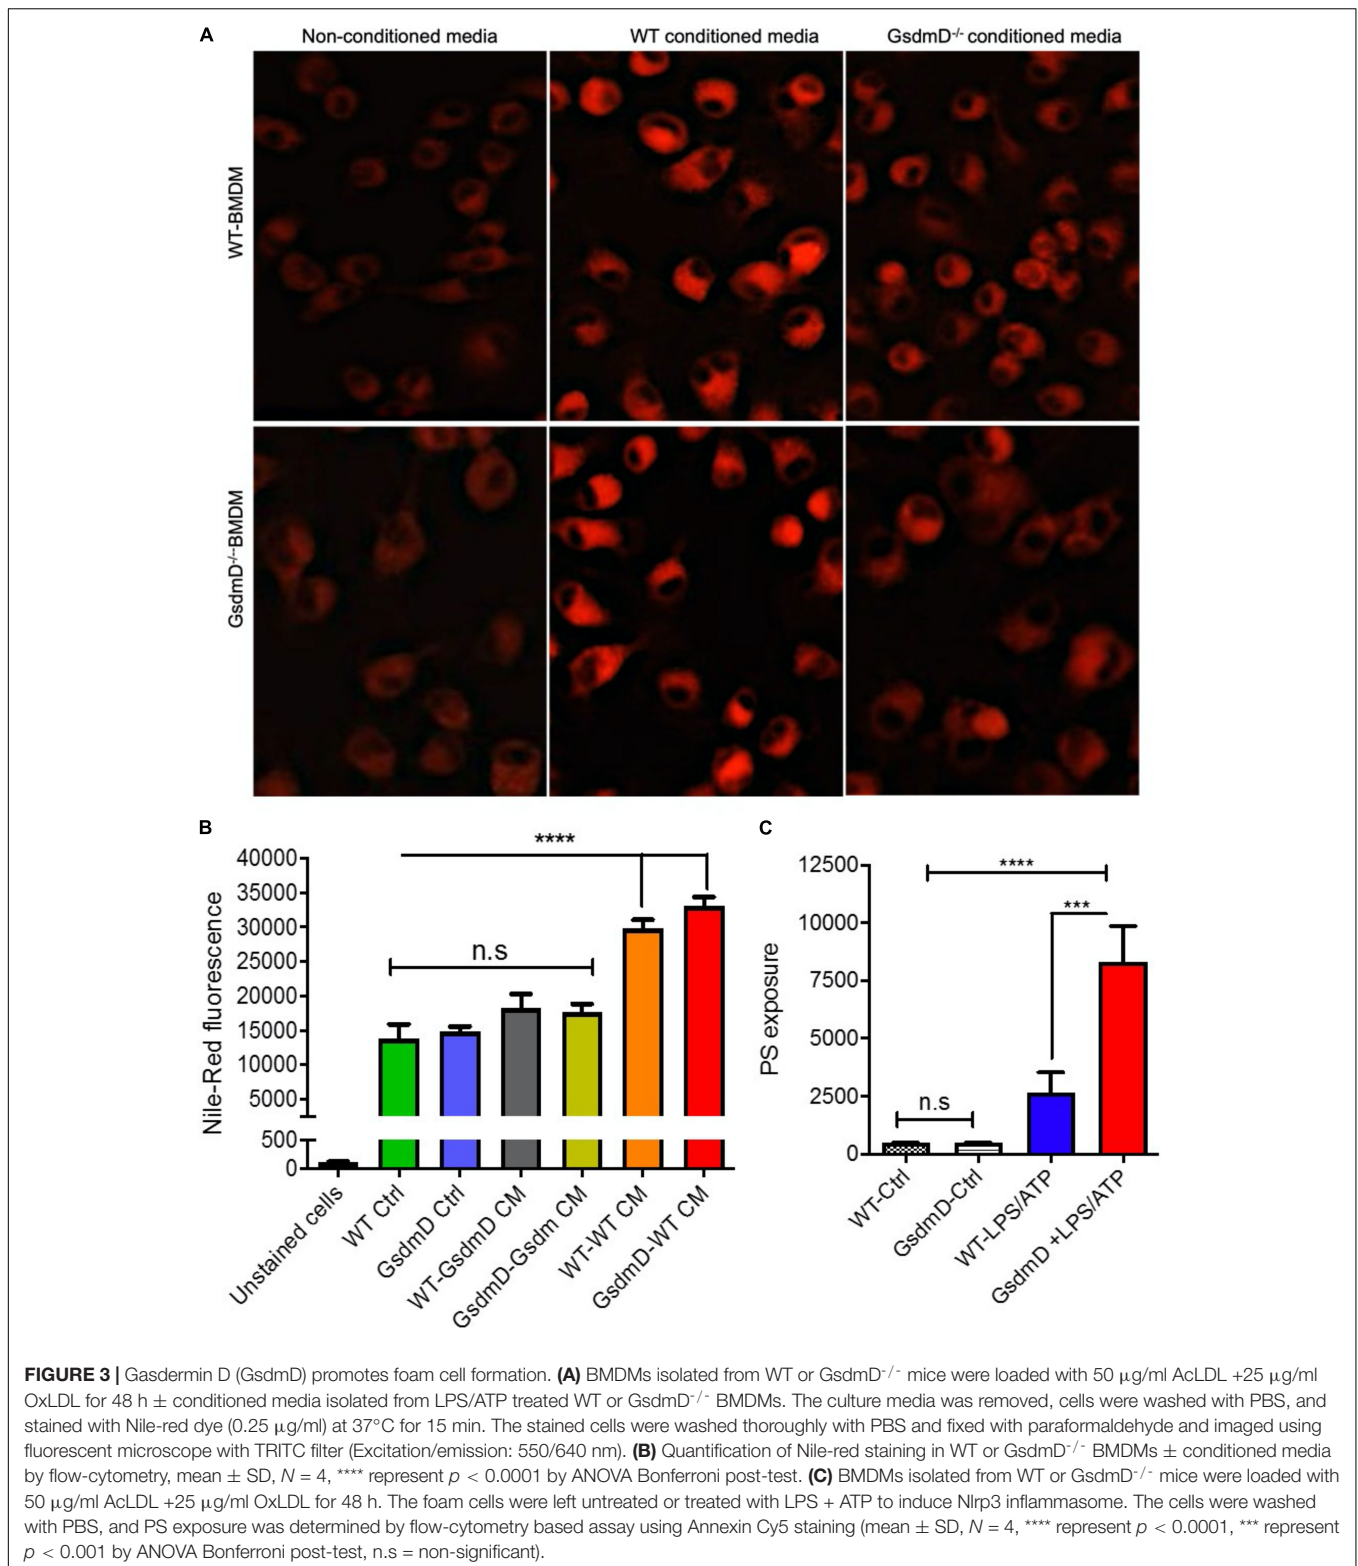 A
Non-conditioned media
WT conditioned media
GsdmD-/- conditioned media
WT-BMDM
GsdmD-/--BMDM
B
****
40000
35000
30000
25000
20000
15000
10000
5000
500
0
Nile-Red fluorescence
n.s
Unstained cells
WT Ctrl
GsdmD Ctrl
WT-GsdmD CM
GsdmD-Gsdm CM
WT-WT CM
GsdmD-WT CM
C
****
***
12500
10000
7500
5000
2500
0
PS exposure
n.s
WT-Ctrl
GsdmD-Ctrl
WT-LPS/ATP
GsdmD +LPS/ATP
FIGURE 3 | Gasdermin D (GsdmD) promotes foam cell formation. (A) BMDMs isolated from WT or GsdmD-/- mice were loaded with 50 μg/ml AcLDL +25 μg/ml
OxLDL for 48 h ± conditioned media isolated from LPS/ATP treated WT or GsdmD-/- BMDMs. The culture media was removed, cells were washed with PBS, and
stained with Nile-red dye (0.25 μg/ml) at 37°C for 15 min. The stained cells were washed thoroughly with PBS and fixed with paraformaldehyde and imaged using
fluorescent microscope with TRITC filter (Excitation/emission: 550/640 nm). (B) Quantification of Nile-red staining in WT or GsdmD-/- BMDMs ± conditioned media
by flow-cytometry, mean ± SD, N = 4, **** represent p < 0.0001 by ANOVA Bonferroni post-test. (C) BMDMs isolated from WT or GsdmD-/- mice were loaded with
50 μg/ml AcLDL +25 μg/ml OxLDL for 48 h. The foam cells were left untreated or treated with LPS + ATP to induce Nlrp3 inflammasome. The cells were washed
with PBS, and PS exposure was determined by flow-cytometry based assay using Annexin Cy5 staining (mean ± SD, N = 4, **** represent p < 0.0001, *** represent
p < 0.001 by ANOVA Bonferroni post-test, n.s = non-significant).